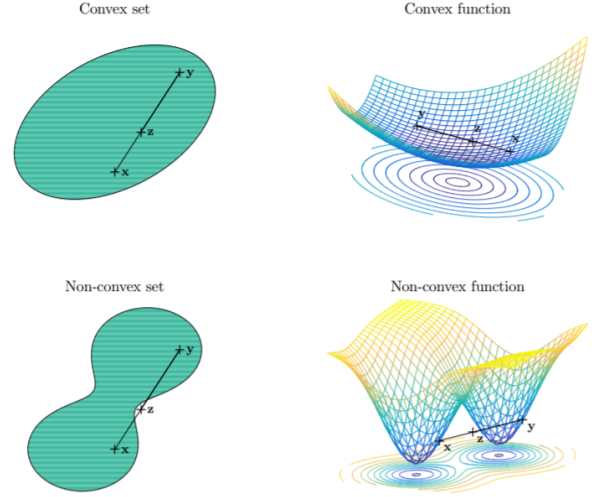 Convex set
Convex function
y
z
x
y
z
x
Non-convex set
Non-convex function
y
z
x
x
z
y